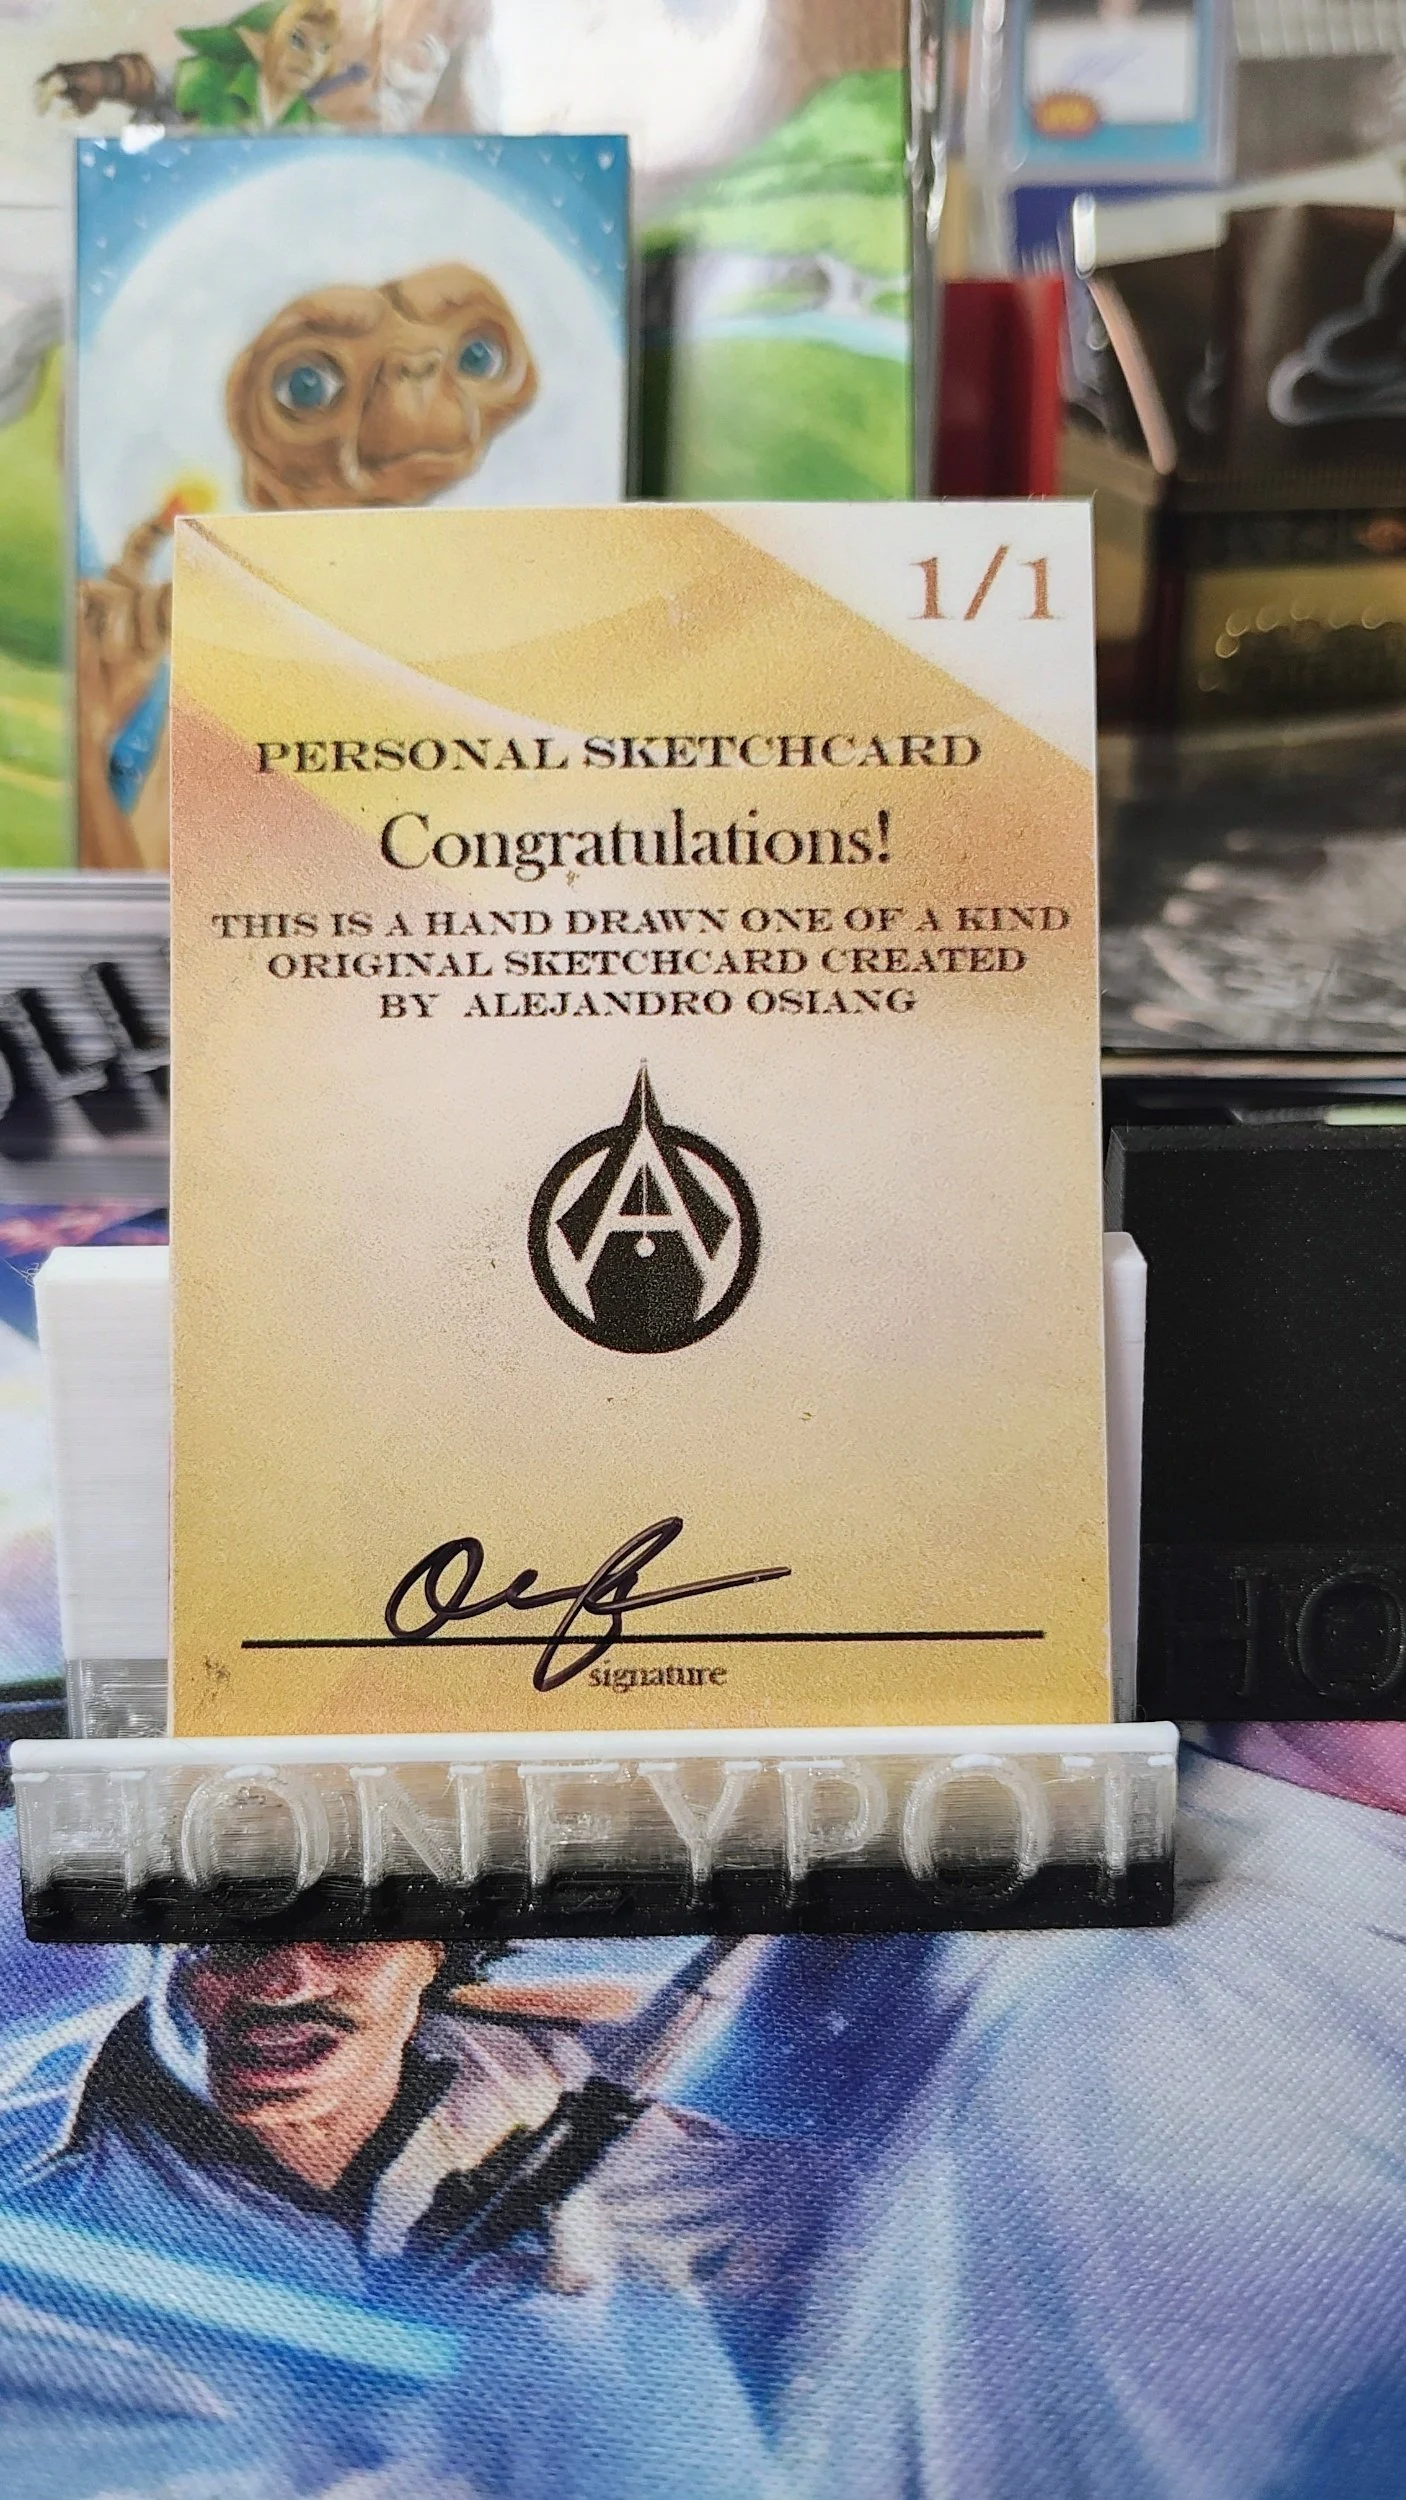 1/1
PERSONAL SKETCHCARD
Congratulations!
THIS IS A HAND DRAWN ONE OF A KIND
ORIGINAL SKETCHCARD CREATED
BY ALEJANDRO OSIANG
A
signature
HONEYPOT
HO